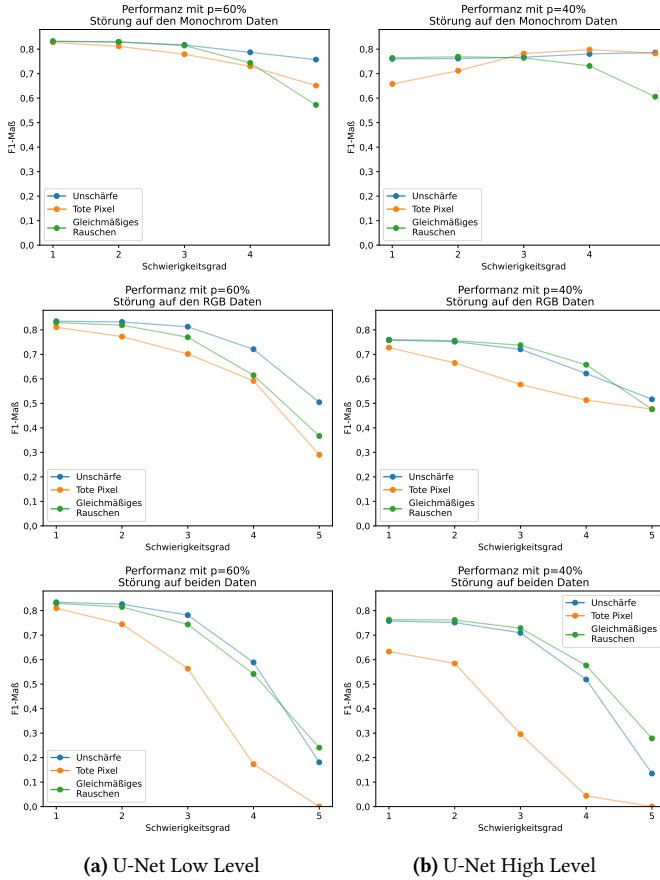 Performanz mit p=60%
Störung auf den Monochrom Daten
0,8
0,7
0,6
0,5
0,4
0,3
0,2
0,1
0,0
F1-Maß
Unschärfe
Tote Pixel
Gleichmäßiges
Rauschen
1 2 3 4
Schwierigkeitsgrad
Performanz mit p=40%
Störung auf den Monochrom Daten
0,8
0,7
0,6
0,5
0,4
0,3
0,2
0,1
0,0
F1-Maß
Unschärfe
Tote Pixel
Gleichmäßiges
Rauschen
1 2 3 4
Schwierigkeitsgrad
Performanz mit p=60%
Störung auf den RGB Daten
0,8
0,7
0,6
0,5
0,4
0,3
0,2
0,1
0,0
F1-Maß
Unschärfe
Tote Pixel
Gleichmäßiges
Rauschen
1 2 3 4 5
Schwierigkeitsgrad
Performanz mit p=40%
Störung auf den RGB Daten
0,8
0,7
0,6
0,5
0,4
0,3
0,2
0,1
0,0
F1-Maß
Unschärfe
Tote Pixel
Gleichmäßiges
Rauschen
1 2 3 4 5
Schwierigkeitsgrad
Performanz mit p=60%
Störung auf beiden Daten
0,8
0,7
0,6
0,5
0,4
0,3
0,2
0,1
0,0
F1-Maß
Unschärfe
Tote Pixel
Gleichmäßiges
Rauschen
1 2 3 4 5
Schwierigkeitsgrad
Performanz mit p=40%
Störung auf beiden Daten
0,8
0,7
0,6
0,5
0,4
0,3
0,2
0,1
0,0
F1-Maß
Unschärfe
Tote Pixel
Gleichmäßiges
Rauschen
1 2 3 4 5
Schwierigkeitsgrad
(a) U-Net Low Level
(b) U-Net High Level